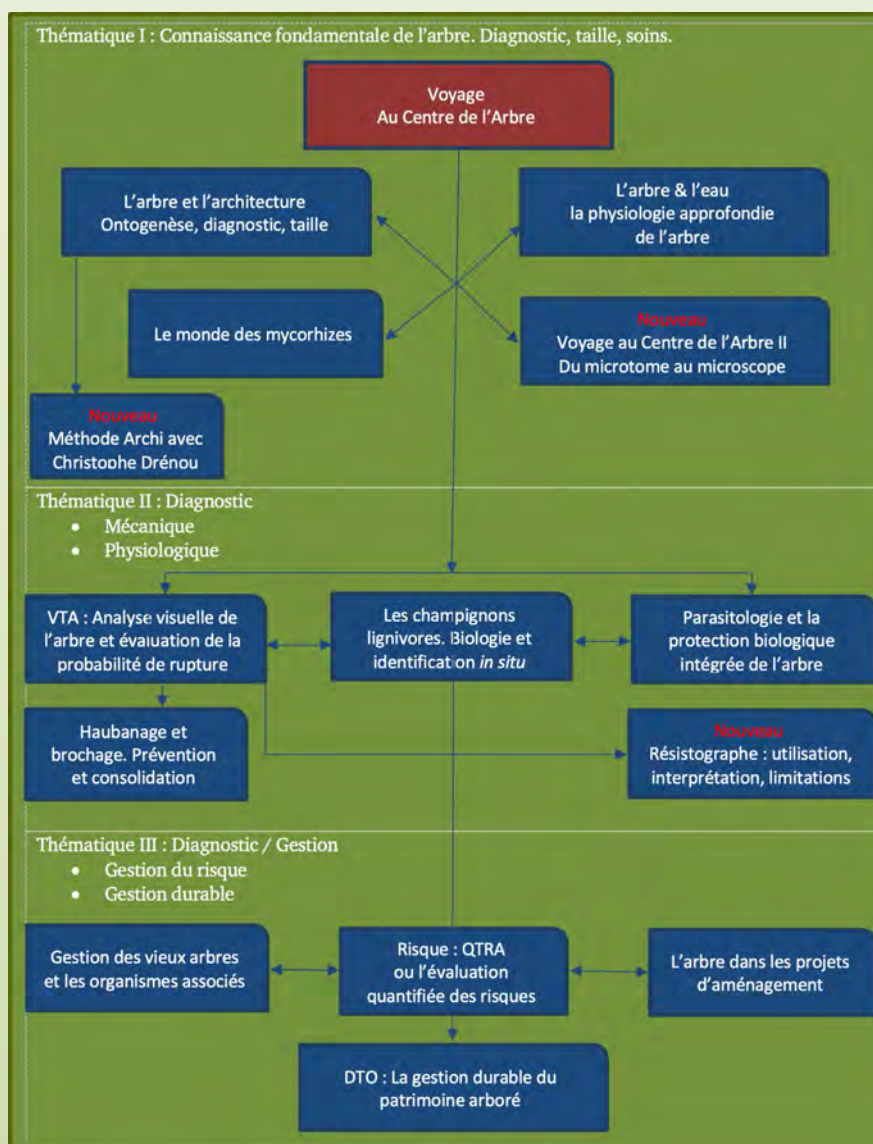 Thématique I : Connaissance fondamentale de l'arbre. Diagnostic, taille, soins.
Voyage
Au Centre de l'Arbre
L'arbre et l'architecture
Ontogenèse, diagnostic, taille
L'arbre & l'eau
la physiologie approfondie
de l'arbre
Le monde des mycorhizes
Nouveau
Voyage au Centre de l'Arbre II
Du microtome au microscope
Nouveau
Méthode Archi avec
Christophe Drénou
Thématique II : Diagnostic
• Mécanique
• Physiologique
VTA : Analyse visuelle de
l'arbre et évaluation de la
probabilité de rupture
Les champignons
lignivores. Biologie et
identification in situ
Parasitologie et la
protection biologique
intégrée de l'arbre
Haubanage et
brochage. Prévention
et consolidation
Nouveau
Résistographe : utilisation,
interprétation, limitations
Thématique III : Diagnostic / Gestion
• Gestion du risque
• Gestion durable
Gestion des vieux arbres
et les organismes associés
Risque : QTRA
ou l'évaluation
quantifiée des risques
L'arbre dans les projets
d'aménagement
DTO : La gestion durable du
patrimoine arboré